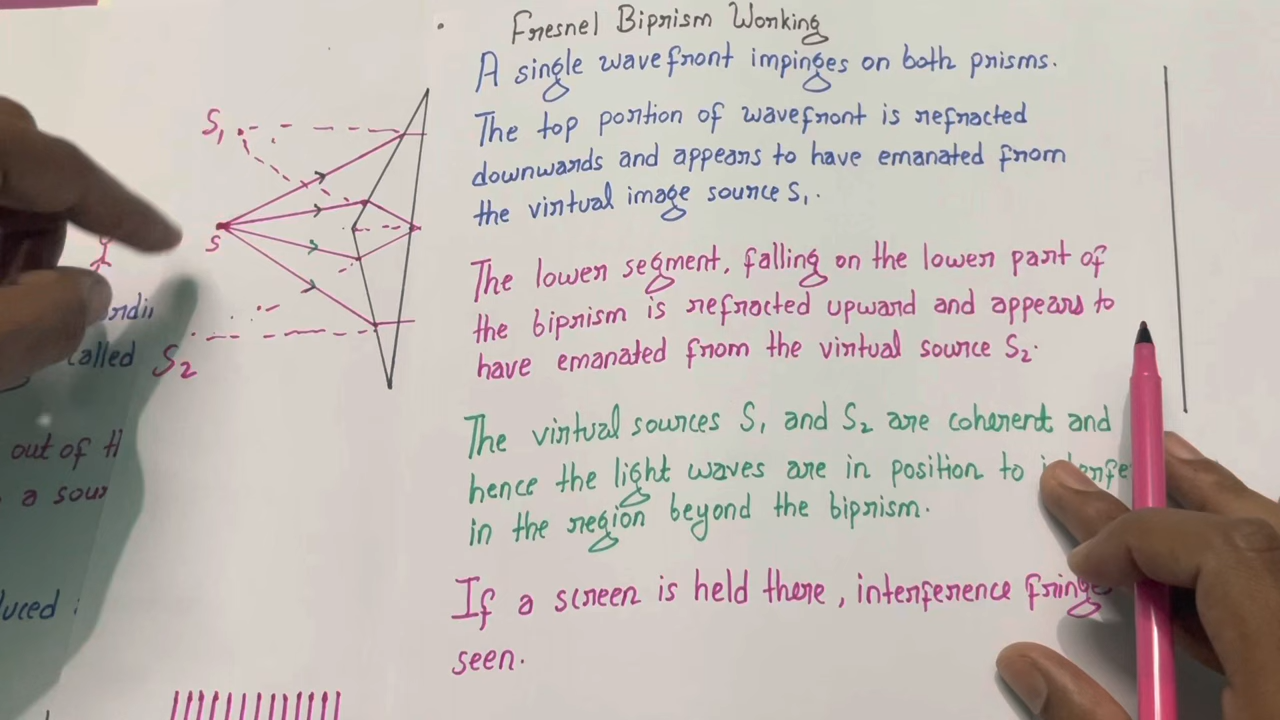 Fresnel Biprism Working
A single wavefront impinges on both prisms.
The top portion of wavefront is refracted
downwards and appears to have emanated from
the virtual image source S₁.
The lower segment, falling on the lower part of
the biprism is refracted upward and appears to
have emanated from the virtual source S₂.
The virtual sources S₁ and S₂ are coherent and
hence the light waves are in position to
in the region beyond the biprism.
If a screen is held there, interference
seen.
S₁
S
S₂
called
out of
a